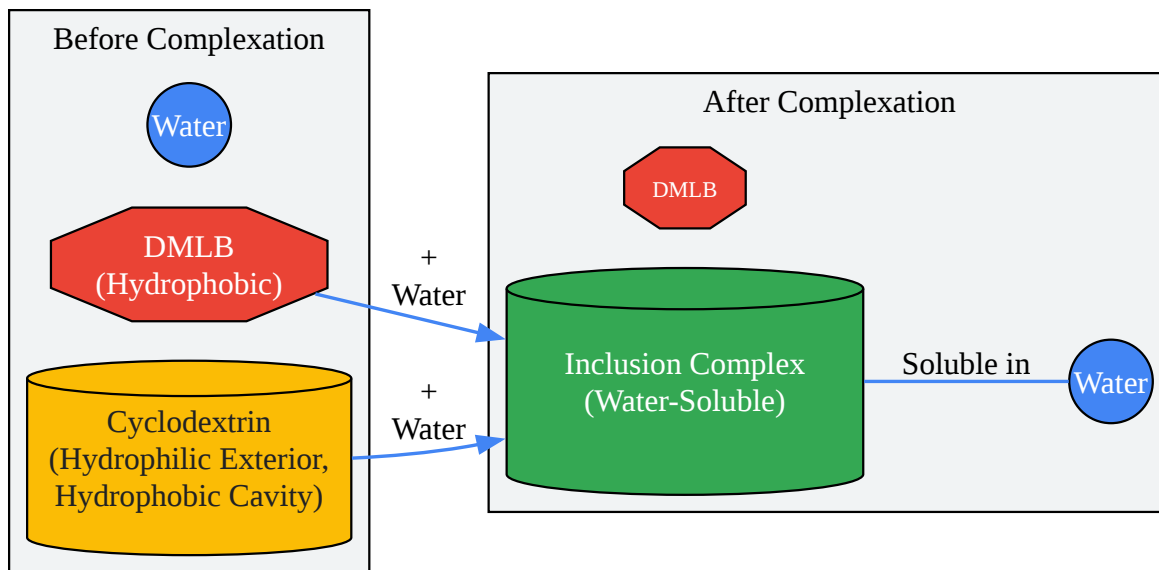 Before Complexation
Water
DMLB
(Hydrophobic)
Cyclodextrin
(Hydrophilic Exterior,
Hydrophobic Cavity)
+
Water
+
Water
After Complexation
DMLB
Inclusion Complex
(Water-Soluble)
Soluble in
Water